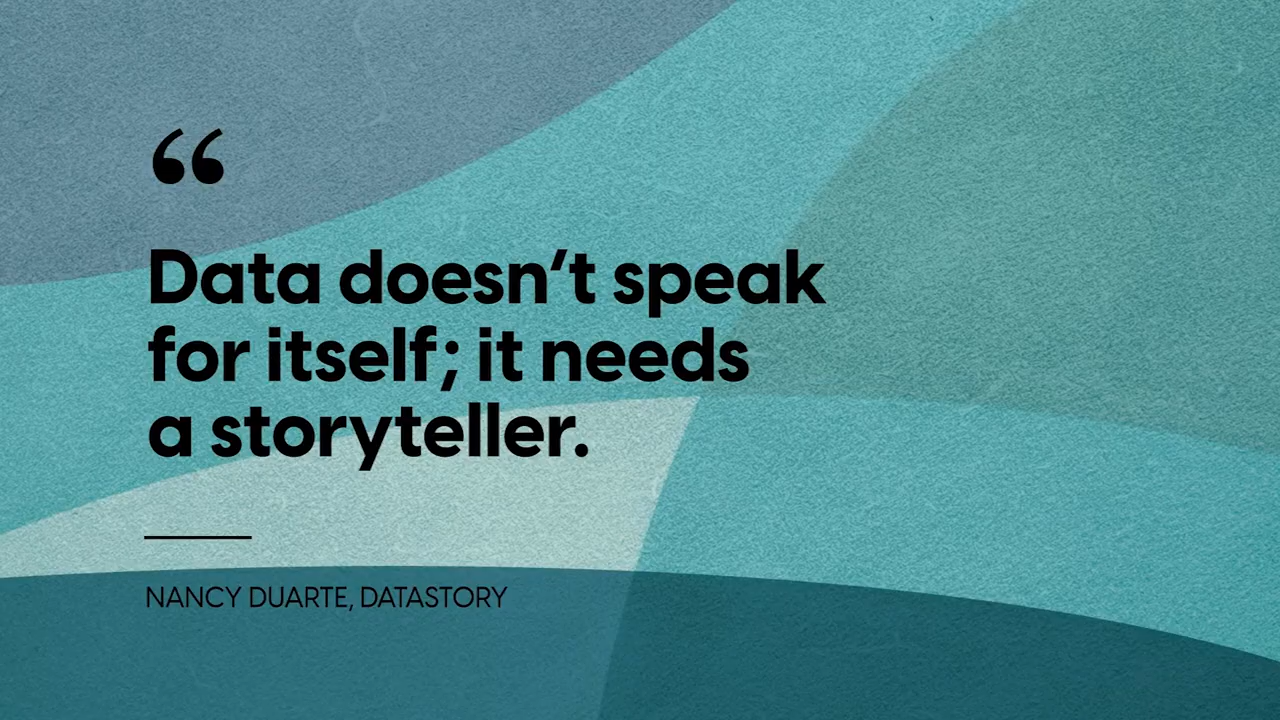 “
Data doesn’t speak
for itself; it needs
a storyteller.
NANCY DUARTE, DATASTORY